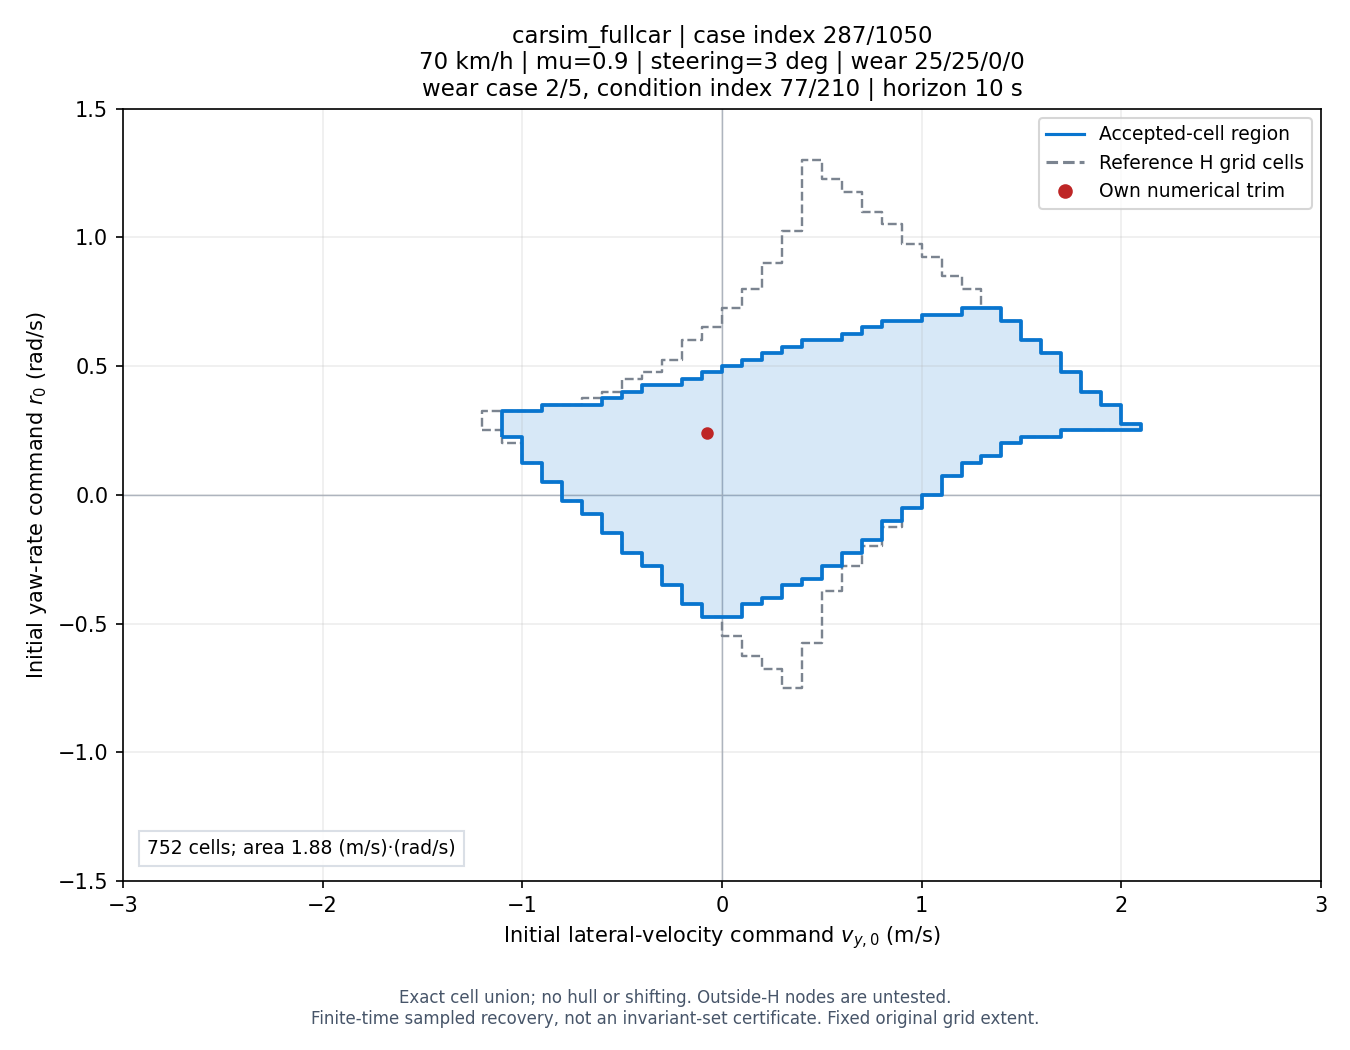 carsim_fullcar | case index 287/1050
70 km/h | mu=0.9 | steering=3 deg | wear 25/25/0/0
wear case 2/5, condition index 77/210 | horizon 10 s
Accepted-cell region
Reference H grid cells
Own numerical trim
1.5
1.0
0.5
0.0
−0.5
−1.0
−1.5
Initial yaw-rate command r₀ (rad/s)
752 cells; area 1.88 (m/s)·(rad/s)
−3 −2 −1 0 1 2 3
Initial lateral-velocity command v_{y,0} (m/s)
Exact cell union; no hull or shifting. Outside-H nodes are untested.
Finite-time sampled recovery, not an invariant-set certificate. Fixed original grid extent.